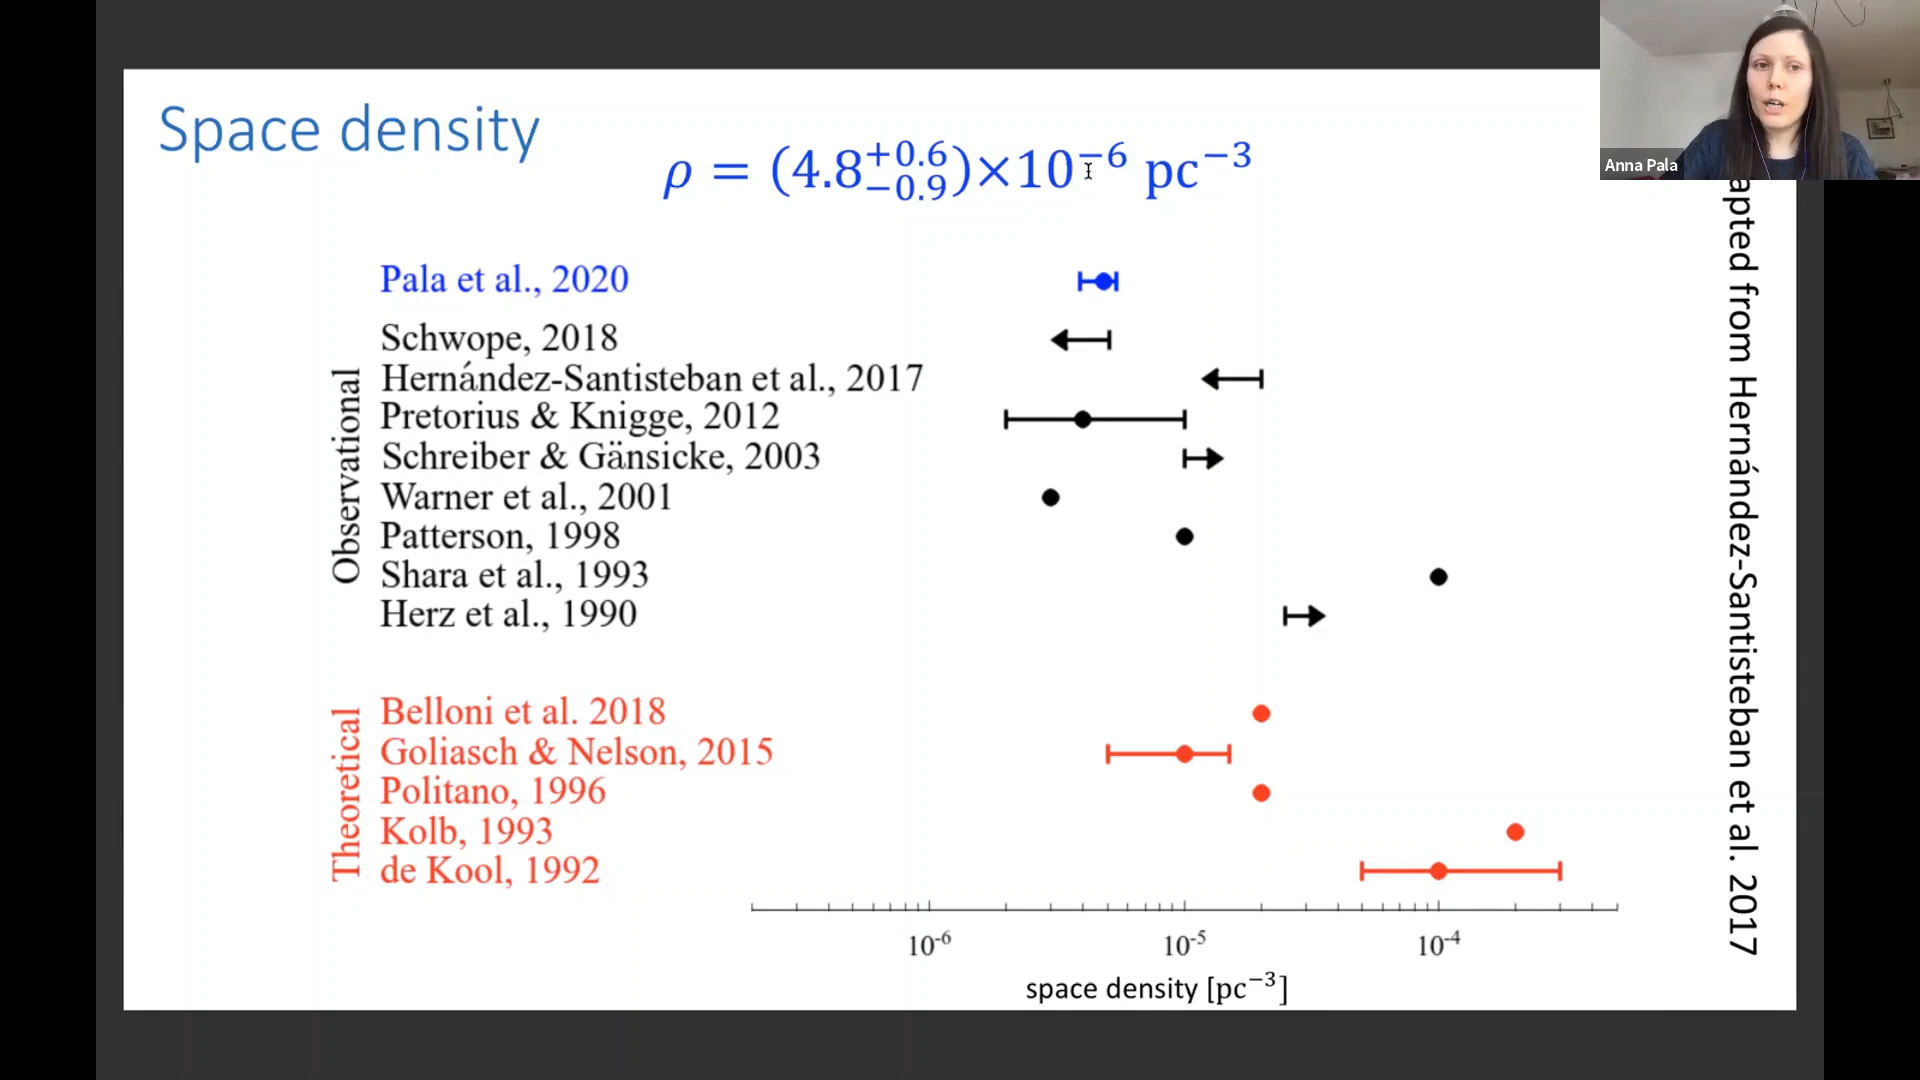 Space density
ρ = (4.8+0.6−0.9)×10−6 pc−3
Anna Pala
Pala et al., 2020
Observational
Schwope, 2018
Hernández-Santisteban et al., 2017
Pretorius & Knigge, 2012
Schreiber & Gänsicke, 2003
Warner et al., 2001
Patterson, 1998
Shara et al., 1993
Herz et al., 1990
Theoretical
Belloni et al. 2018
Goliasch & Nelson, 2015
Politano, 1996
Kolb, 1993
de Kool, 1992
10-6 10-5 10-4
space density [pc−3]
apted from Hernández-Santisteban et al. 2017